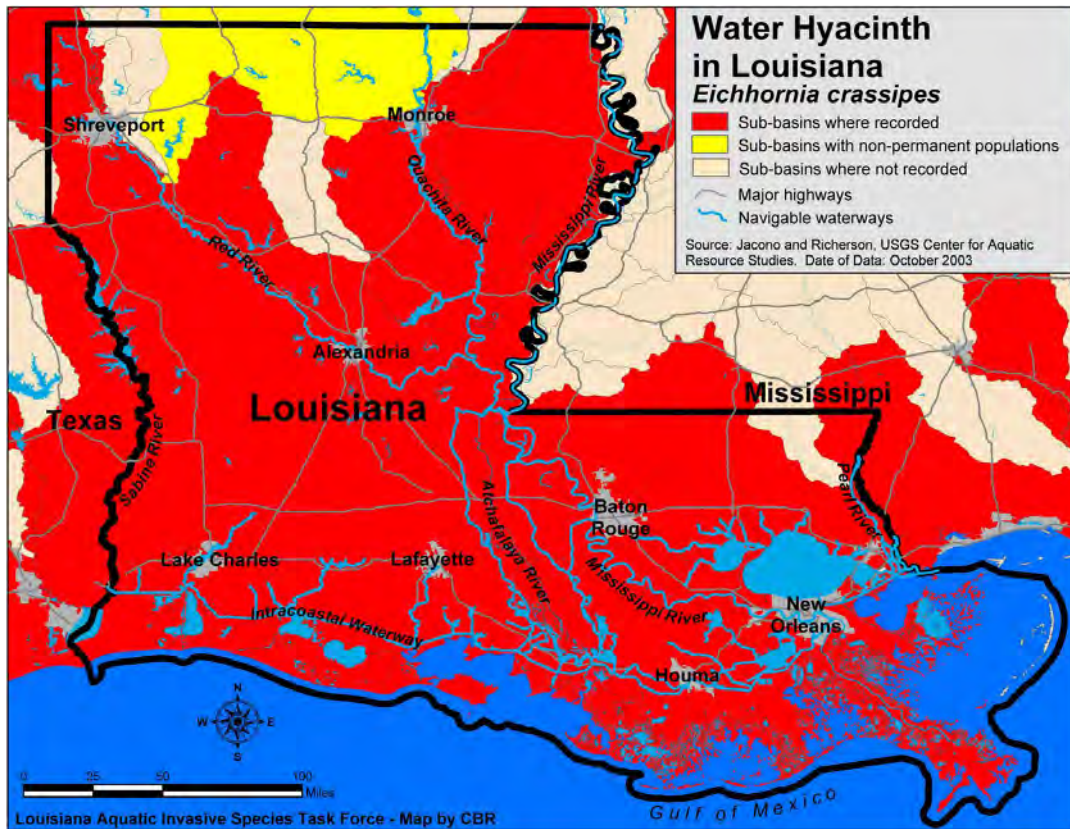 Water Hyacinth
in Louisiana
Eichhornia crassipes
Sub-basins where recorded
Sub-basins with non-permanent populations
Sub-basins where not recorded
Major highways
Navigable waterways
Source: Jacono and Richerson, USGS Center for Aquatic
Resource Studies. Date of Data: October 2003
Shreveport
Monroe
Ouachita River
Mississippi River
Red River
Alexandria
Louisiana
Mississippi
Texas
Sabine River
Pearl River
Atchafalaya River
Baton
Rouge
Lake Charles
Lafayette
Mississippi River
Intracoastal Waterway
New
Orleans
Houma
N
W E
S
0 25 50 100
Miles
Gulf of Mexico
Louisiana Aquatic Invasive Species Task Force - Map by CBR